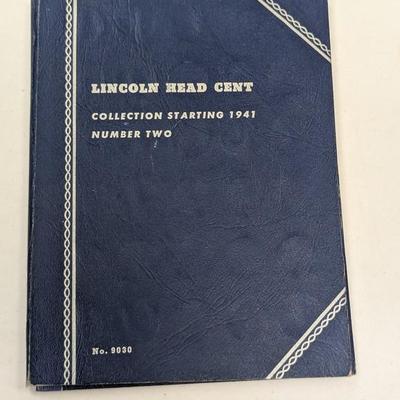 LINCOLN HEAD CENT
COLLECTION STARTING 1941
NUMBER TWO
No. 9030